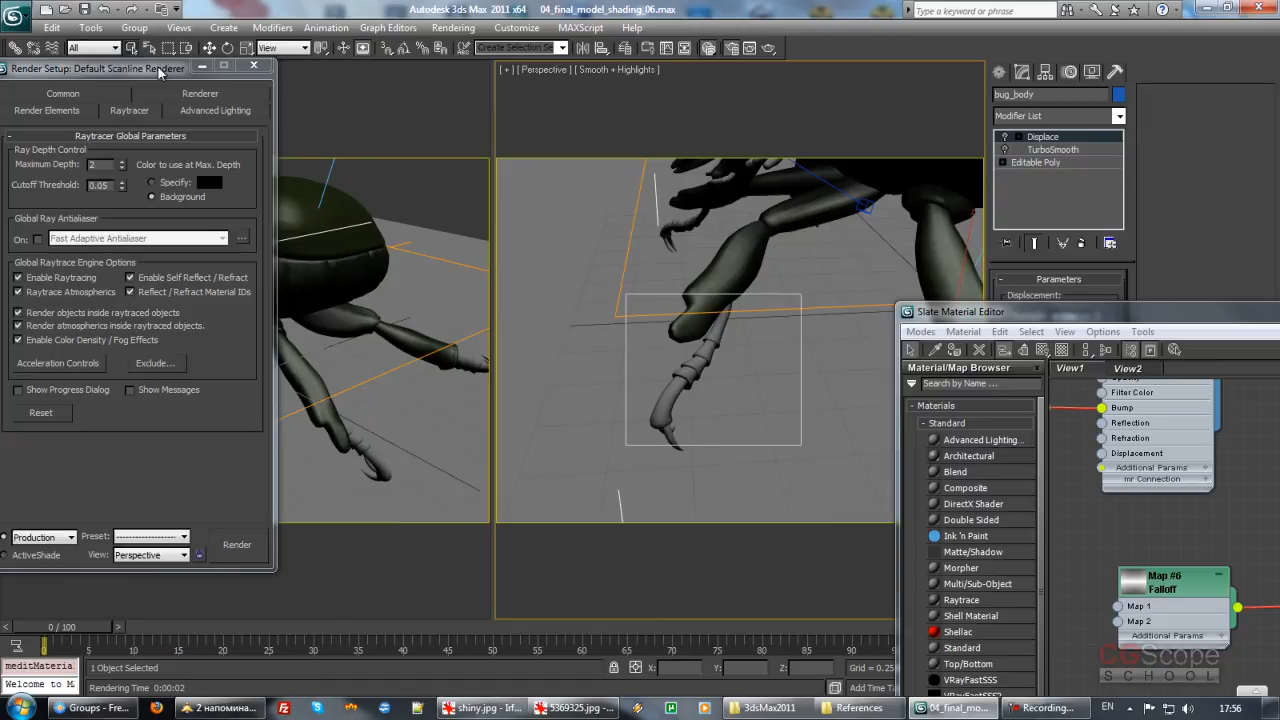 Autodesk 3ds Max 2011 x64 04_final_model_shading_06.max
Type a keyword or phrase
Edit Tools Group Views Create Modifiers Animation Graph Editors Rendering Customize MAXScript Help
All View Create Selection Se
Render Setup: Default Scanline Renderer
Common Renderer
Render Elements Raytracer Advanced Lighting
Raytracer Global Parameters
Ray Depth Control
Maximum Depth: 2 Color to use at Max. Depth
Cutoff Threshold: 0.05 Specify:
Background
Global Ray Antialiaser
On: Fast Adaptive Antialiaser ...
Global Raytrace Engine Options
Enable Raytracing Enable Self Reflect / Refract
Raytrace Atmospherics Reflect / Refract Material IDs
Render objects inside raytraced objects
Render atmospherics inside raytraced objects.
Enable Color Density / Fog Effects
Acceleration Controls Exclude...
Show Progress Dialog Show Messages
Reset
Production Preset: --------------------
ActiveShade View: Perspective Render
[ + ] [ Perspective ] [ Smooth + Highlights ]
bug_body
Modifier List
Displace
TurboSmooth
Editable Poly
Parameters
Displacement:
Slate Material Editor
Modes Material Edit Select View Options Tools
Material/Map Browser
Search by Name ...
Materials
Standard
Advanced Lighting...
Architectural
Blend
Composite
DirectX Shader
Double Sided
Ink 'n Paint
Matte/Shadow
Morpher
Multi/Sub-Object
Raytrace
Shell Material
Shellac
Standard
Top/Bottom
VRayFastSSS
VRayFastSSS2
View1 View2
Filter Color
Bump
Reflection
Refraction
Displacement
Additional Params
mr Connection
Map #6
Falloff
Map 1
Map 2
Additional Params
CGScope
SCHOOL
0 / 100
0 5 10 15 20 25 30 35 40 45 50 55 60 65 70 75 80 85 90 95 100
meditMateria
Welcome to M
1 Object Selected X: Y: Z: Grid = 0.25
Rendering Time 0:00:02 Add Time
Groups - Fre... 2 напомина... shiny.jpg - Irf... 5369325.jpg -... 3dsMax2011 References 04_final_mo... Recording... EN 17:56